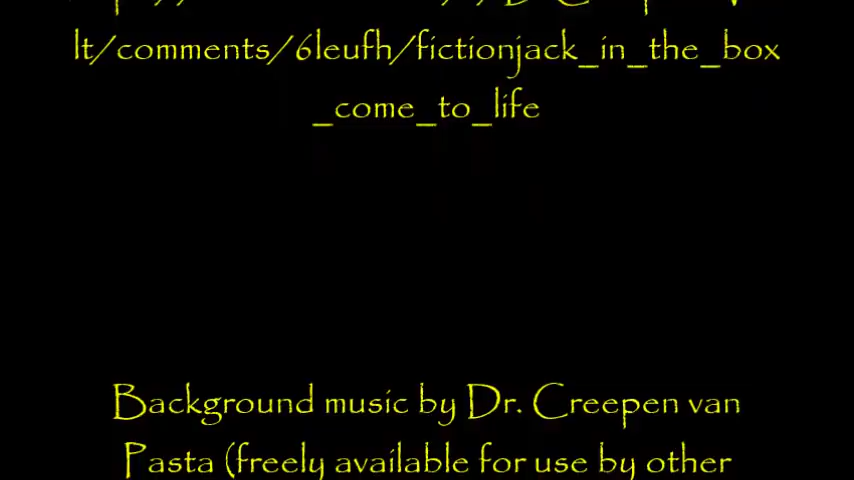 lt/comments/6leufh/fictionjack_in_the_box
_come_to_life
Background music by Dr. Creepen van
Pasta (freely available for use by other